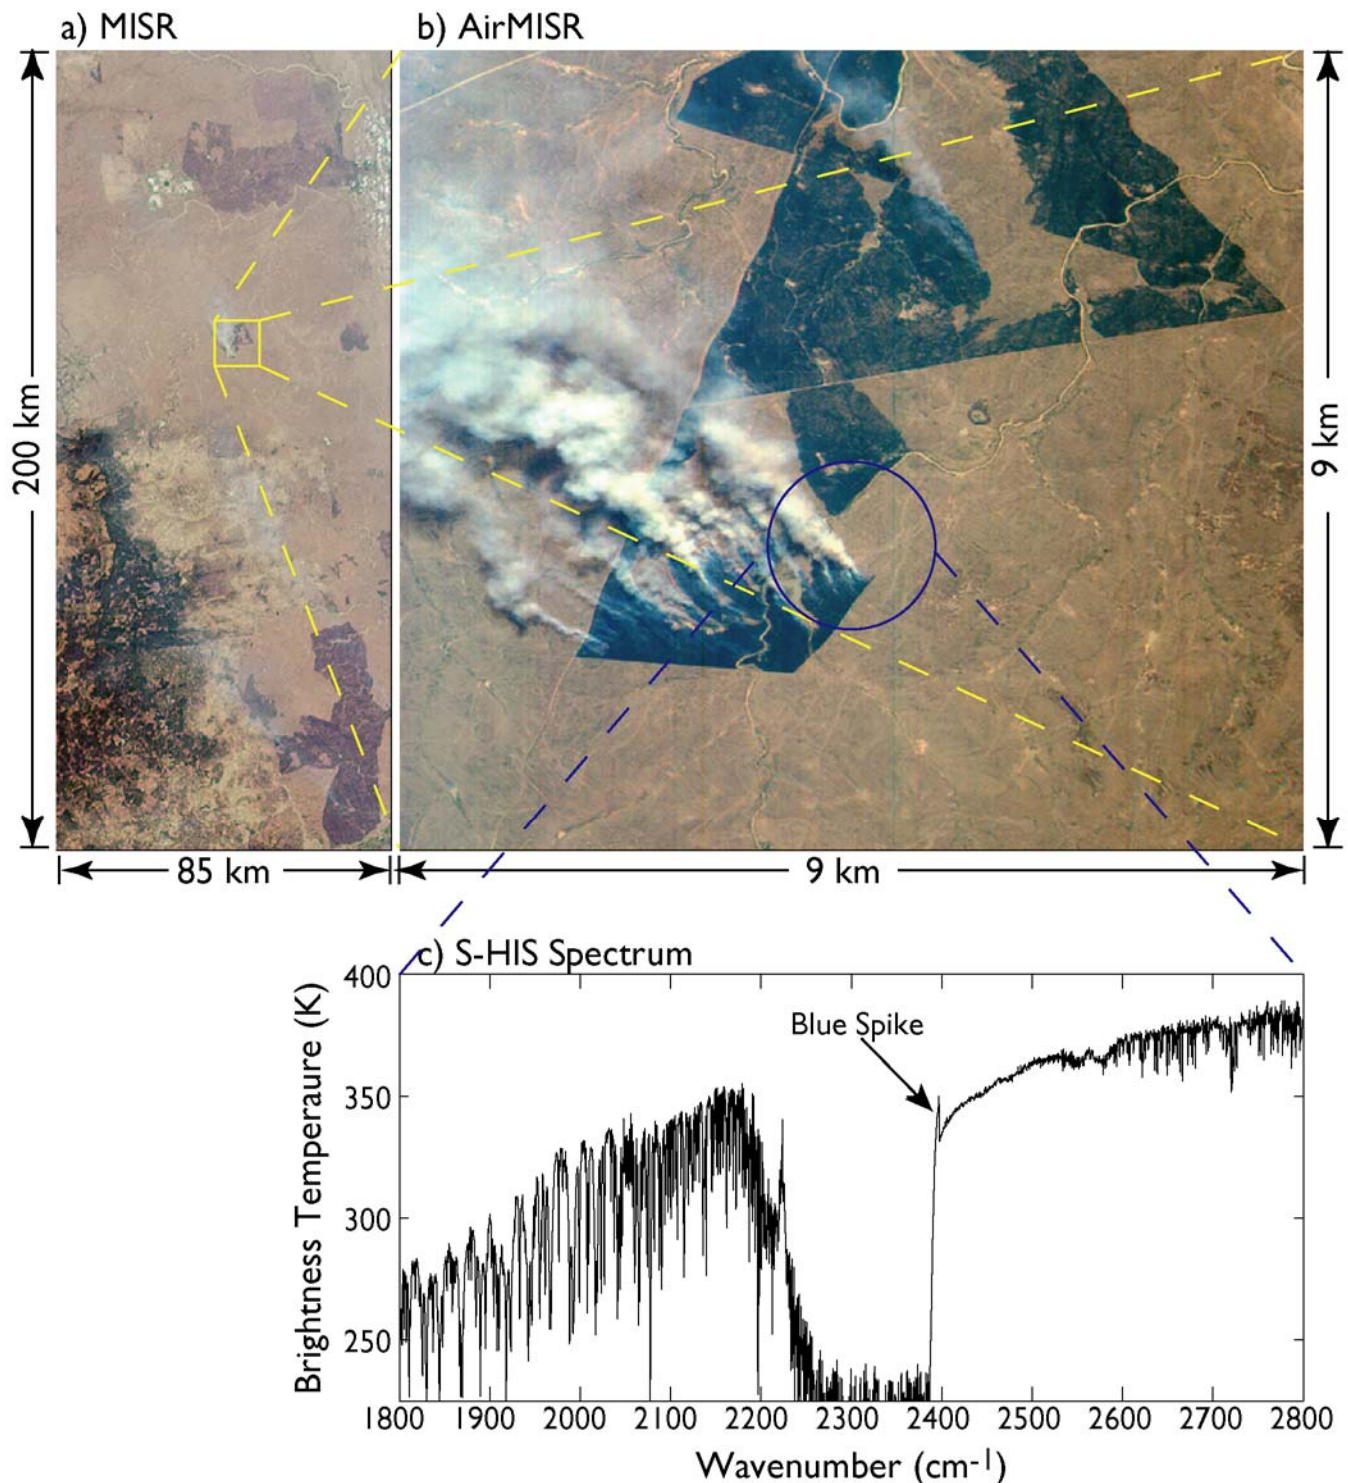 a) MISR
b) AirMISR
200 km
9 km
85 km
9 km
c) S-HIS Spectrum
Blue Spike
Brightness Temperaure (K)
400
350
300
250
1800 1900 2000 2100 2200 2300 2400 2500 2600 2700 2800
Wavenumber (cm-1)